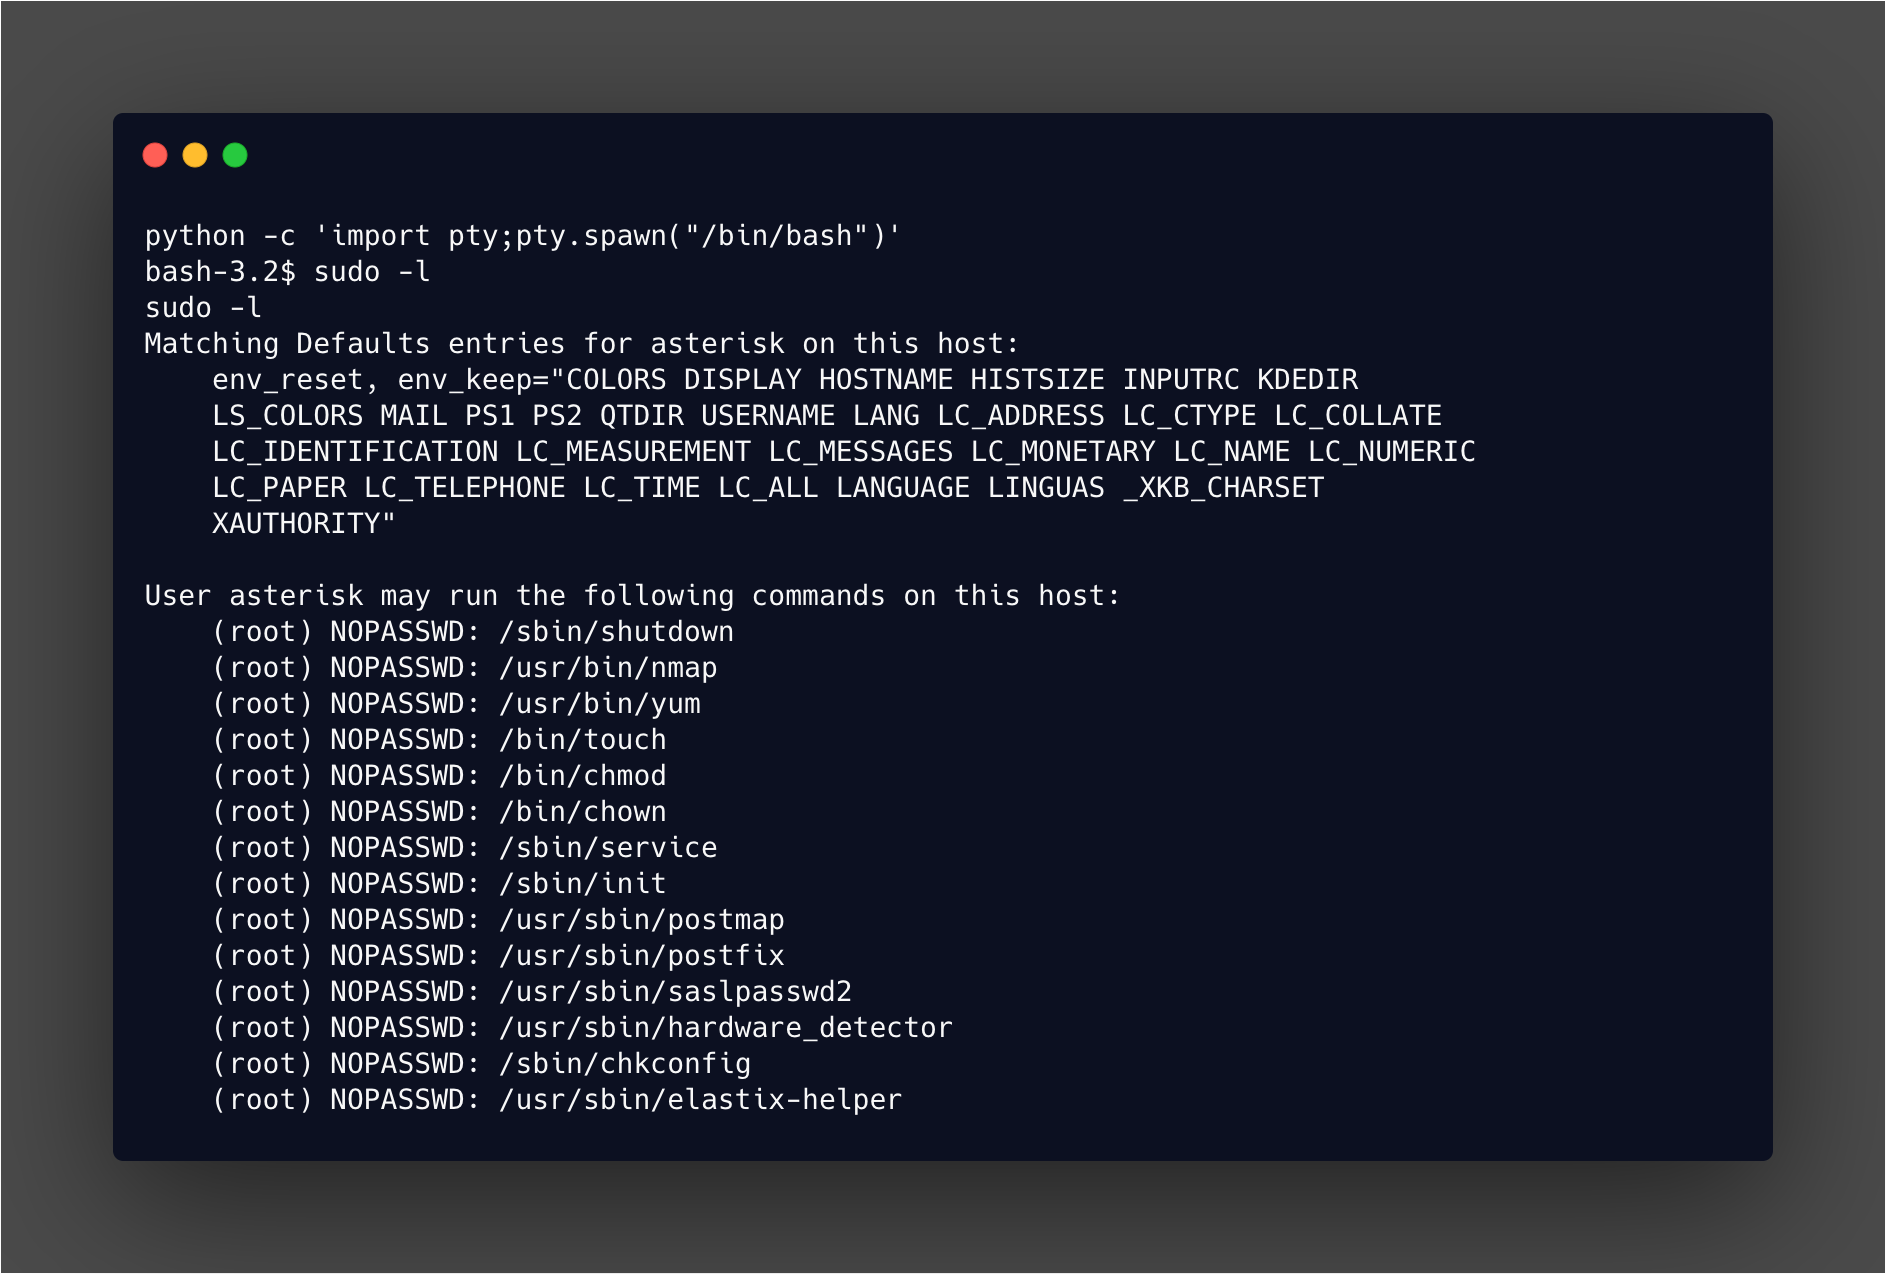 python -c 'import pty;pty.spawn("/bin/bash")'
bash-3.2$ sudo -l
sudo -l
Matching Defaults entries for asterisk on this host:
    env_reset, env_keep="COLORS DISPLAY HOSTNAME HISTSIZE INPUTRC KDEDIR
    LS_COLORS MAIL PS1 PS2 QTDIR USERNAME LANG LC_ADDRESS LC_CTYPE LC_COLLATE
    LC_IDENTIFICATION LC_MEASUREMENT LC_MESSAGES LC_MONETARY LC_NAME LC_NUMERIC
    LC_PAPER LC_TELEPHONE LC_TIME LC_ALL LANGUAGE LINGUAS _XKB_CHARSET
    XAUTHORITY"

User asterisk may run the following commands on this host:
    (root) NOPASSWD: /sbin/shutdown
    (root) NOPASSWD: /usr/bin/nmap
    (root) NOPASSWD: /usr/bin/yum
    (root) NOPASSWD: /bin/touch
    (root) NOPASSWD: /bin/chmod
    (root) NOPASSWD: /bin/chown
    (root) NOPASSWD: /sbin/service
    (root) NOPASSWD: /sbin/init
    (root) NOPASSWD: /usr/sbin/postmap
    (root) NOPASSWD: /usr/sbin/postfix
    (root) NOPASSWD: /usr/sbin/saslpasswd2
    (root) NOPASSWD: /usr/sbin/hardware_detector
    (root) NOPASSWD: /sbin/chkconfig
    (root) NOPASSWD: /usr/sbin/elastix-helper